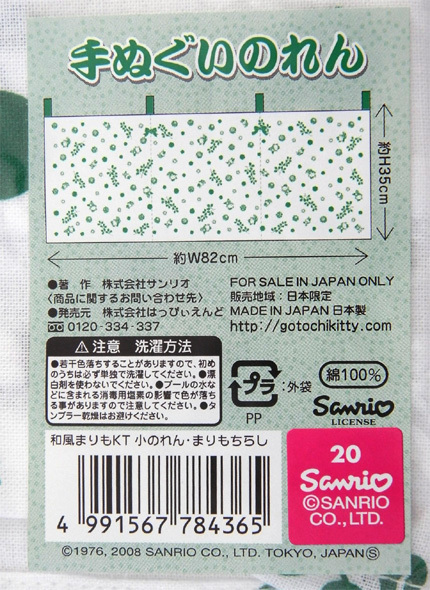 手ぬぐいのれん
約H35cm
約W82cm
●著 作 株式会社サンリオ
〈商品に関するお問い合わせ先〉
●発売元 株式会社はっぴぃえんど
0120-334-337
FOR SALE IN JAPAN ONLY
販売地域：日本限定
MADE IN JAPAN 日本製
http://gotochikitty.com/
注意 洗濯方法
●若干色落ちすることがありますので、初め
のうちは必ず単独で洗濯してください。●漂
白剤を使わないでください。●プールの水な
どに含まれる消毒用塩素の影響で色が落ち
る事がありますので注意してください。●タ
ンブラー乾燥はお避けください。
プラ
：外袋
PP
綿100%
Sanrio
LICENSE
和風まりもKT 小のれん・まりもちらし
4 991567 784365
20
Sanrio
©SANRIO
CO.,LTD.
©1976, 2008 SANRIO CO., LTD. TOKYO, JAPANⓈ